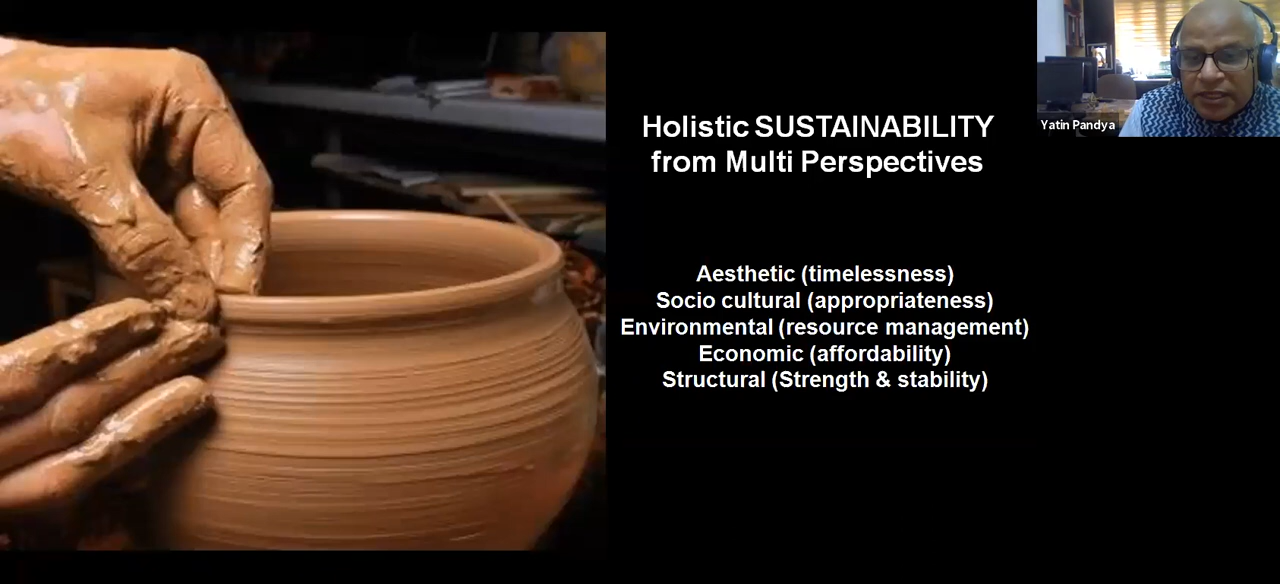 Holistic SUSTAINABILITY
from Multi Perspectives
Aesthetic (timelessness)
Socio cultural (appropriateness)
Environmental (resource management)
Economic (affordability)
Structural (Strength & stability)
Yatin Pandya